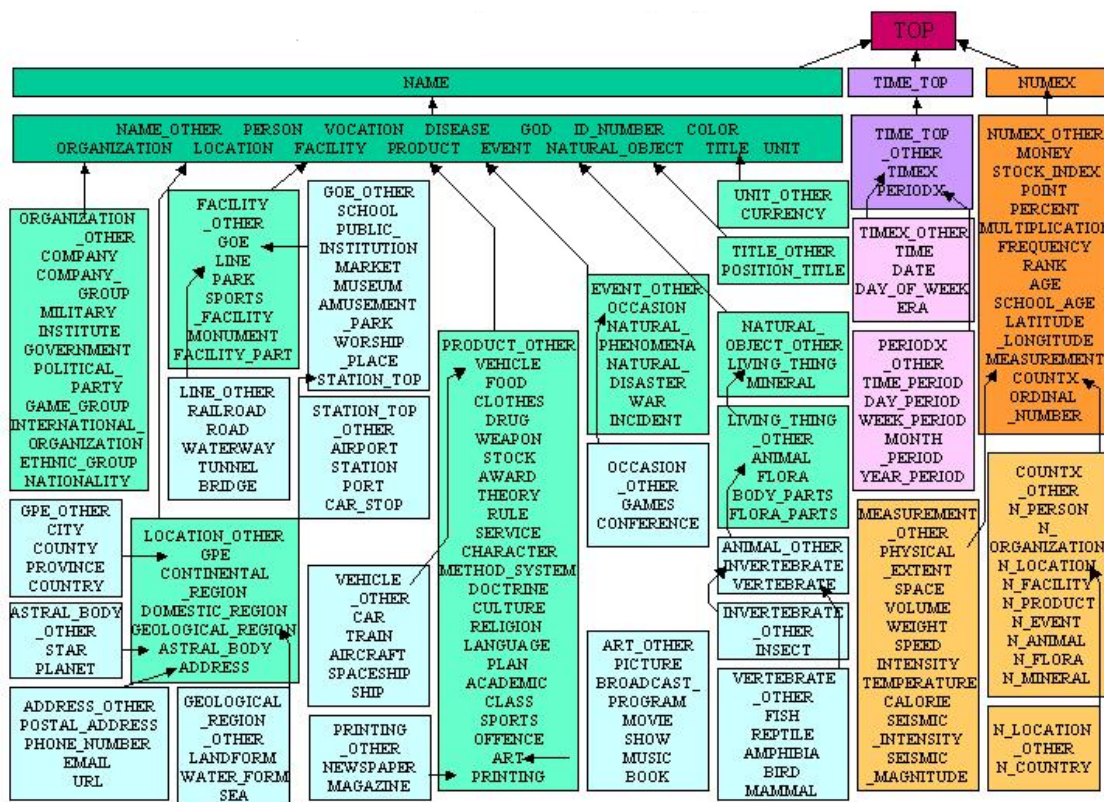 TOP
NAME
TIME_TOP
NUMEX
NAME_OTHER PERSON VOCATION DISEASE GOD ID_NUMBER COLOR
ORGANIZATION LOCATION FACILITY PRODUCT EVENT NATURAL_OBJECT TITLE UNIT
ORGANIZATION
_OTHER
COMPANY
COMPANY_
GROUP
MILITARY
INSTITUTE
GOVERNMENT
POLITICAL_
PARTY
GAME_GROUP
INTERNATIONAL_
ORGANIZATION
ETHNIC_GROUP
NATIONALITY
FACILITY
_OTHER
GOE
LINE
PARK
SPORTS
_FACILITY
MONUMENT
FACILITY_PART
GOE_OTHER
SCHOOL
PUBLIC_
INSTITUTION
MARKET
MUSEUM
AMUSEMENT
_PARK
WORSHIP
_PLACE
STATION_TOP
LINE_OTHER
RAILROAD
ROAD
WATERWAY
TUNNEL
BRIDGE
STATION_TOP
_OTHER
AIRPORT
STATION
PORT
CAR_STOP
GPE_OTHER
CITY
COUNTY
PROVINCE
COUNTRY
ASTRAL_BODY
_OTHER
STAR
PLANET
LOCATION_OTHER
GPE
CONTINENTAL
_REGION
DOMESTIC_REGION
GEOLOGICAL_REGION
ASTRAL_BODY
ADDRESS
ADDRESS_OTHER
POSTAL_ADDRESS
PHONE_NUMBER
EMAIL
URL
GEOLOGICAL
_REGION
_OTHER
LANDFORM
WATER_FORM
SEA
VEHICLE
_OTHER
CAR
TRAIN
AIRCRAFT
SPACESHIP
SHIP
PRINTING
_OTHER
NEWSPAPER
MAGAZINE
PRODUCT_OTHER
VEHICLE
FOOD
CLOTHES
DRUG
WEAPON
STOCK
AWARD
THEORY
RULE
SERVICE
CHARACTER
METHOD_SYSTEM
DOCTRINE
CULTURE
RELIGION
LANGUAGE
PLAN
ACADEMIC
CLASS
SPORTS
OFFENCE
ART
PRINTING
EVENT_OTHER
OCCASION
NATURAL_
PHENOMENA
NATURAL_
DISASTER
WAR
INCIDENT
OCCASION
_OTHER
GAMES
CONFERENCE
ART_OTHER
PICTURE
BROADCAST_
PROGRAM
MOVIE
SHOW
MUSIC
BOOK
UNIT_OTHER
CURRENCY
TITLE_OTHER
POSITION_TITLE
NATURAL_
OBJECT_OTHER
LIVING_THING
MINERAL
LIVING_THING
_OTHER
ANIMAL
FLORA
BODY_PARTS
FLORA_PARTS
ANIMAL_OTHER
INVERTEBRATE
VERTEBRATE
INVERTEBRATE
_OTHER
INSECT
VERTEBRATE
_OTHER
FISH
REPTILE
AMPHIBIA
BIRD
MAMMAL
TIME_TOP
_OTHER
TIMEX
PERIODX
TIMEX_OTHER
TIME
DATE
DAY_OF_WEEK
ERA
PERIODX
_OTHER
TIME_PERIOD
DAY_PERIOD
WEEK_PERIOD
MONTH
_PERIOD
YEAR_PERIOD
MEASUREMENT
_OTHER
PHYSICAL
_EXTENT
SPACE
VOLUME
WEIGHT
SPEED
INTENSITY
TEMPERATURE
CALORIE
SEISMIC
_INTENSITY
SEISMIC
_MAGNITUDE
NUMEX_OTHER
MONEY
STOCK_INDEX
POINT
PERCENT
MULTIPLICATION
FREQUENCY
RANK
AGE
SCHOOL_AGE
LATITUDE
_LONGITUDE
MEASUREMENT
COUNTX
ORDINAL
_NUMBER
COUNTX
_OTHER
N_PERSON
N_
ORGANIZATION
N_LOCATION
N_FACILITY
N_PRODUCT
N_EVENT
N_ANIMAL
N_FLORA
N_MINERAL
N_LOCATION
_OTHER
N_COUNTRY